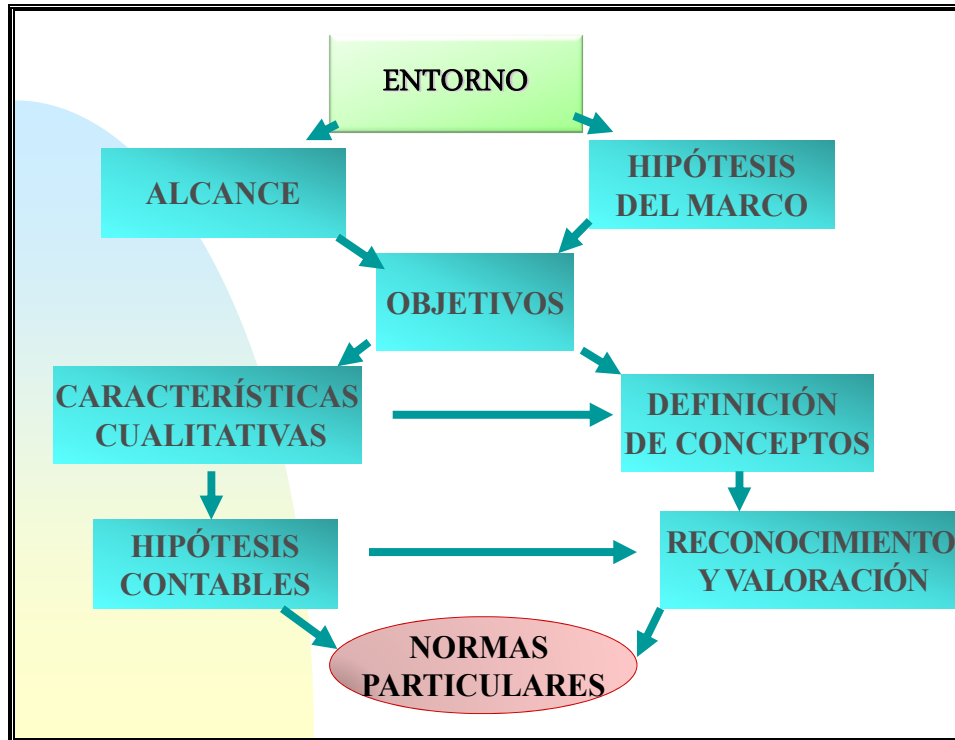 ENTORNO
ALCANCE
HIPÓTESIS
DEL MARCO
OBJETIVOS
CARACTERÍSTICAS
CUALITATIVAS
DEFINICIÓN
DE CONCEPTOS
HIPÓTESIS
CONTABLES
RECONOCIMIENTO
Y VALORACIÓN
NORMAS
PARTICULARES